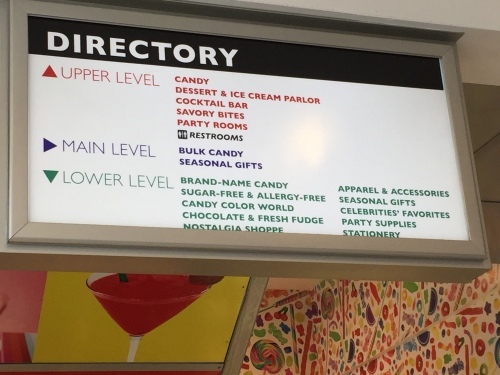 DIRECTORY
UPPER LEVEL
CANDY
DESSERT & ICE CREAM PARLOR
COCKTAIL BAR
SAVORY BITES
PARTY ROOMS
RESTROOMS
MAIN LEVEL
BULK CANDY
SEASONAL GIFTS
LOWER LEVEL
BRAND-NAME CANDY
SUGAR-FREE & ALLERGY-FREE
CANDY COLOR WORLD
CHOCOLATE & FRESH FUDGE
NOSTALGIA SHOPPE
APPAREL & ACCESSORIES
SEASONAL GIFTS
CELEBRITIES' FAVORITES
PARTY SUPPLIES
STATIONERY